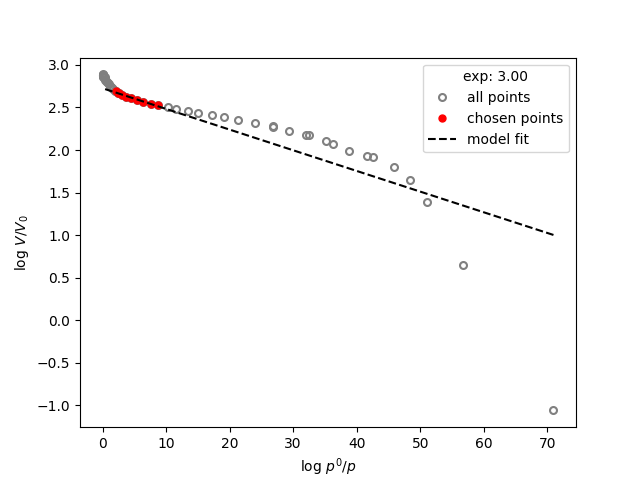 exp: 3.00
all points
chosen points
model fit
3.0
2.5
2.0
1.5
1.0
0.5
0.0
−0.5
−1.0
log V/V₀
0 10 20 30 40 50 60 70
log p⁰/p